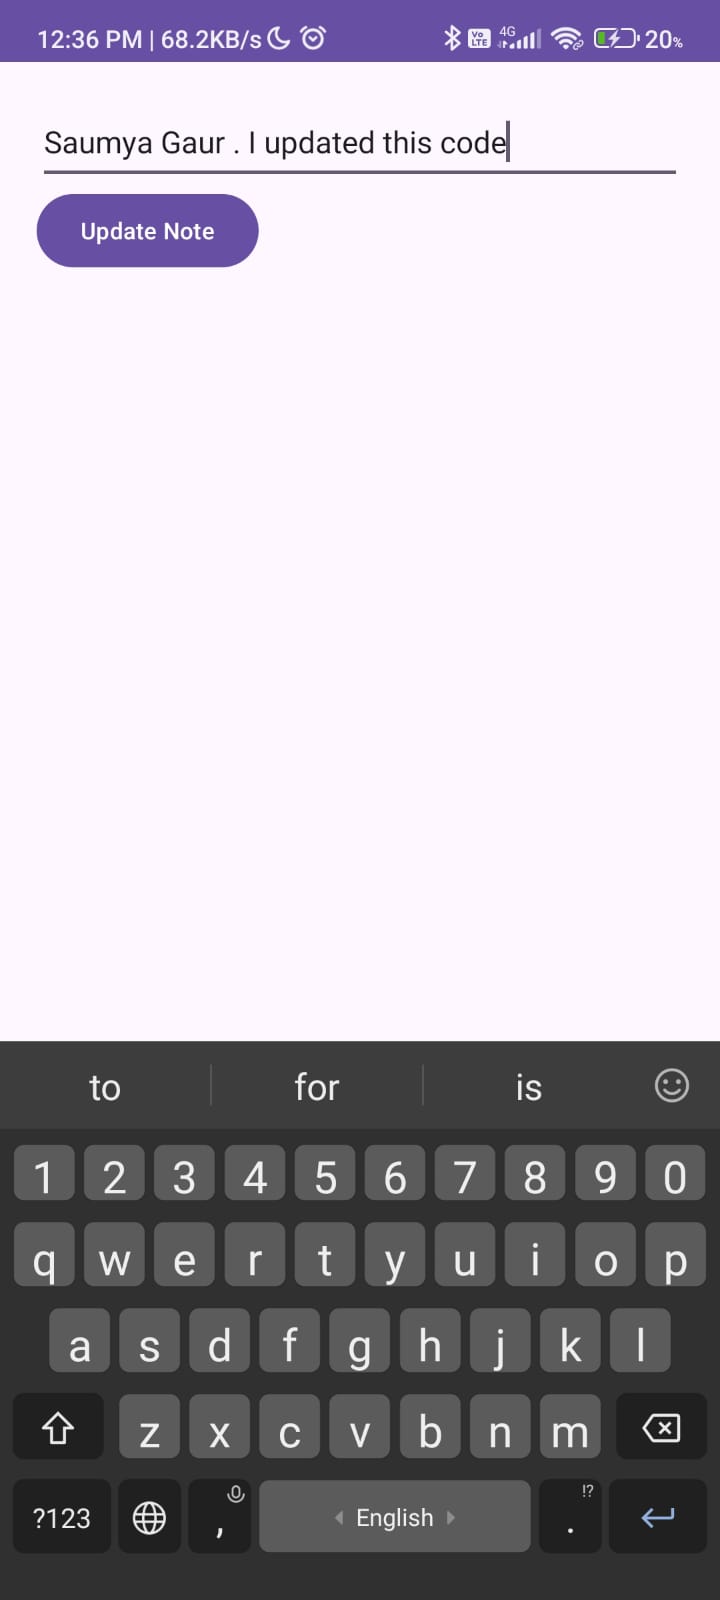 12:36 PM | 68.2KB/s Vo LTE 4G 20%
Saumya Gaur . I updated this code
Update Note
to for is
1 2 3 4 5 6 7 8 9 0
q w e r t y u i o p
a s d f g h j k l
z x c v b n m
?123 , English . !?